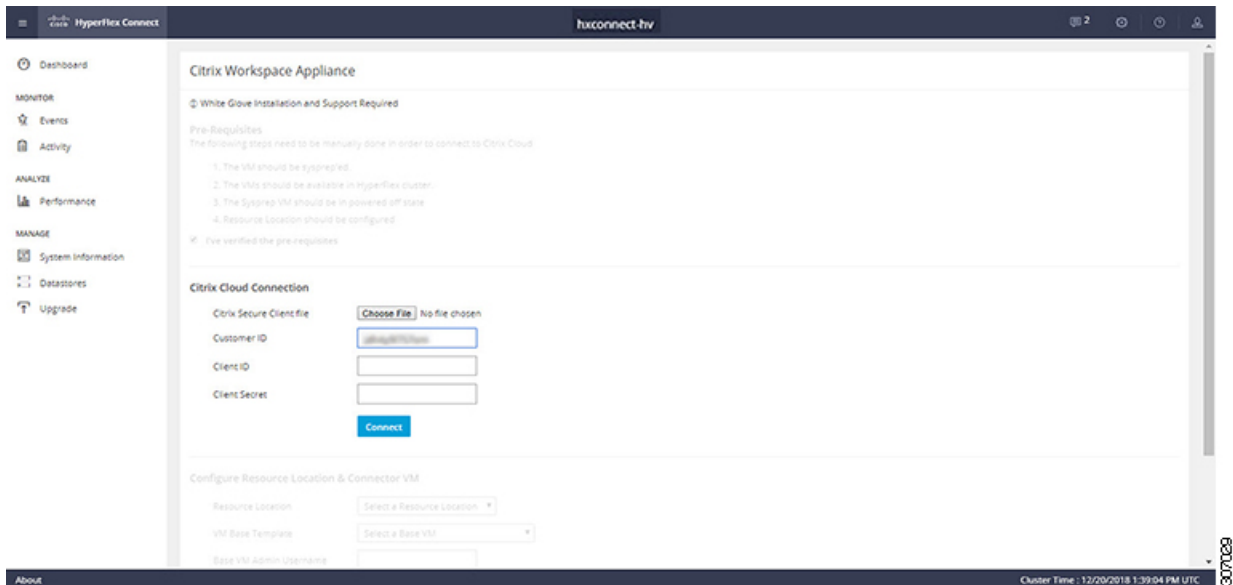 cisco HyperFlex Connect
hxconnect-hv
2
Dashboard
MONITOR
Events
Activity
ANALYZE
Performance
MANAGE
System Information
Datastores
Upgrade
Citrix Workspace Appliance
White Glove Installation and Support Required
Pre-Requisites
The following steps need to be manually done in order to connect to Citrix Cloud
1. The VM should be sysprep'ed.
2. The VMs should be available in Hyperflex cluster.
3. The Sysprep VM should be in powered off state
4. Resource Location should be configured
I've verified the pre-requisites
Citrix Cloud Connection
Citrix Secure Client file Choose File No file chosen
Customer ID
Client ID
Client Secret
Connect
Configure Resource Location & Connector VM
Resource Location Select a Resource Location
VM Base Template Select a Base VM
Base VM Admin Username
About
Cluster Time : 12/20/2018 1:39:04 PM UTC
307029